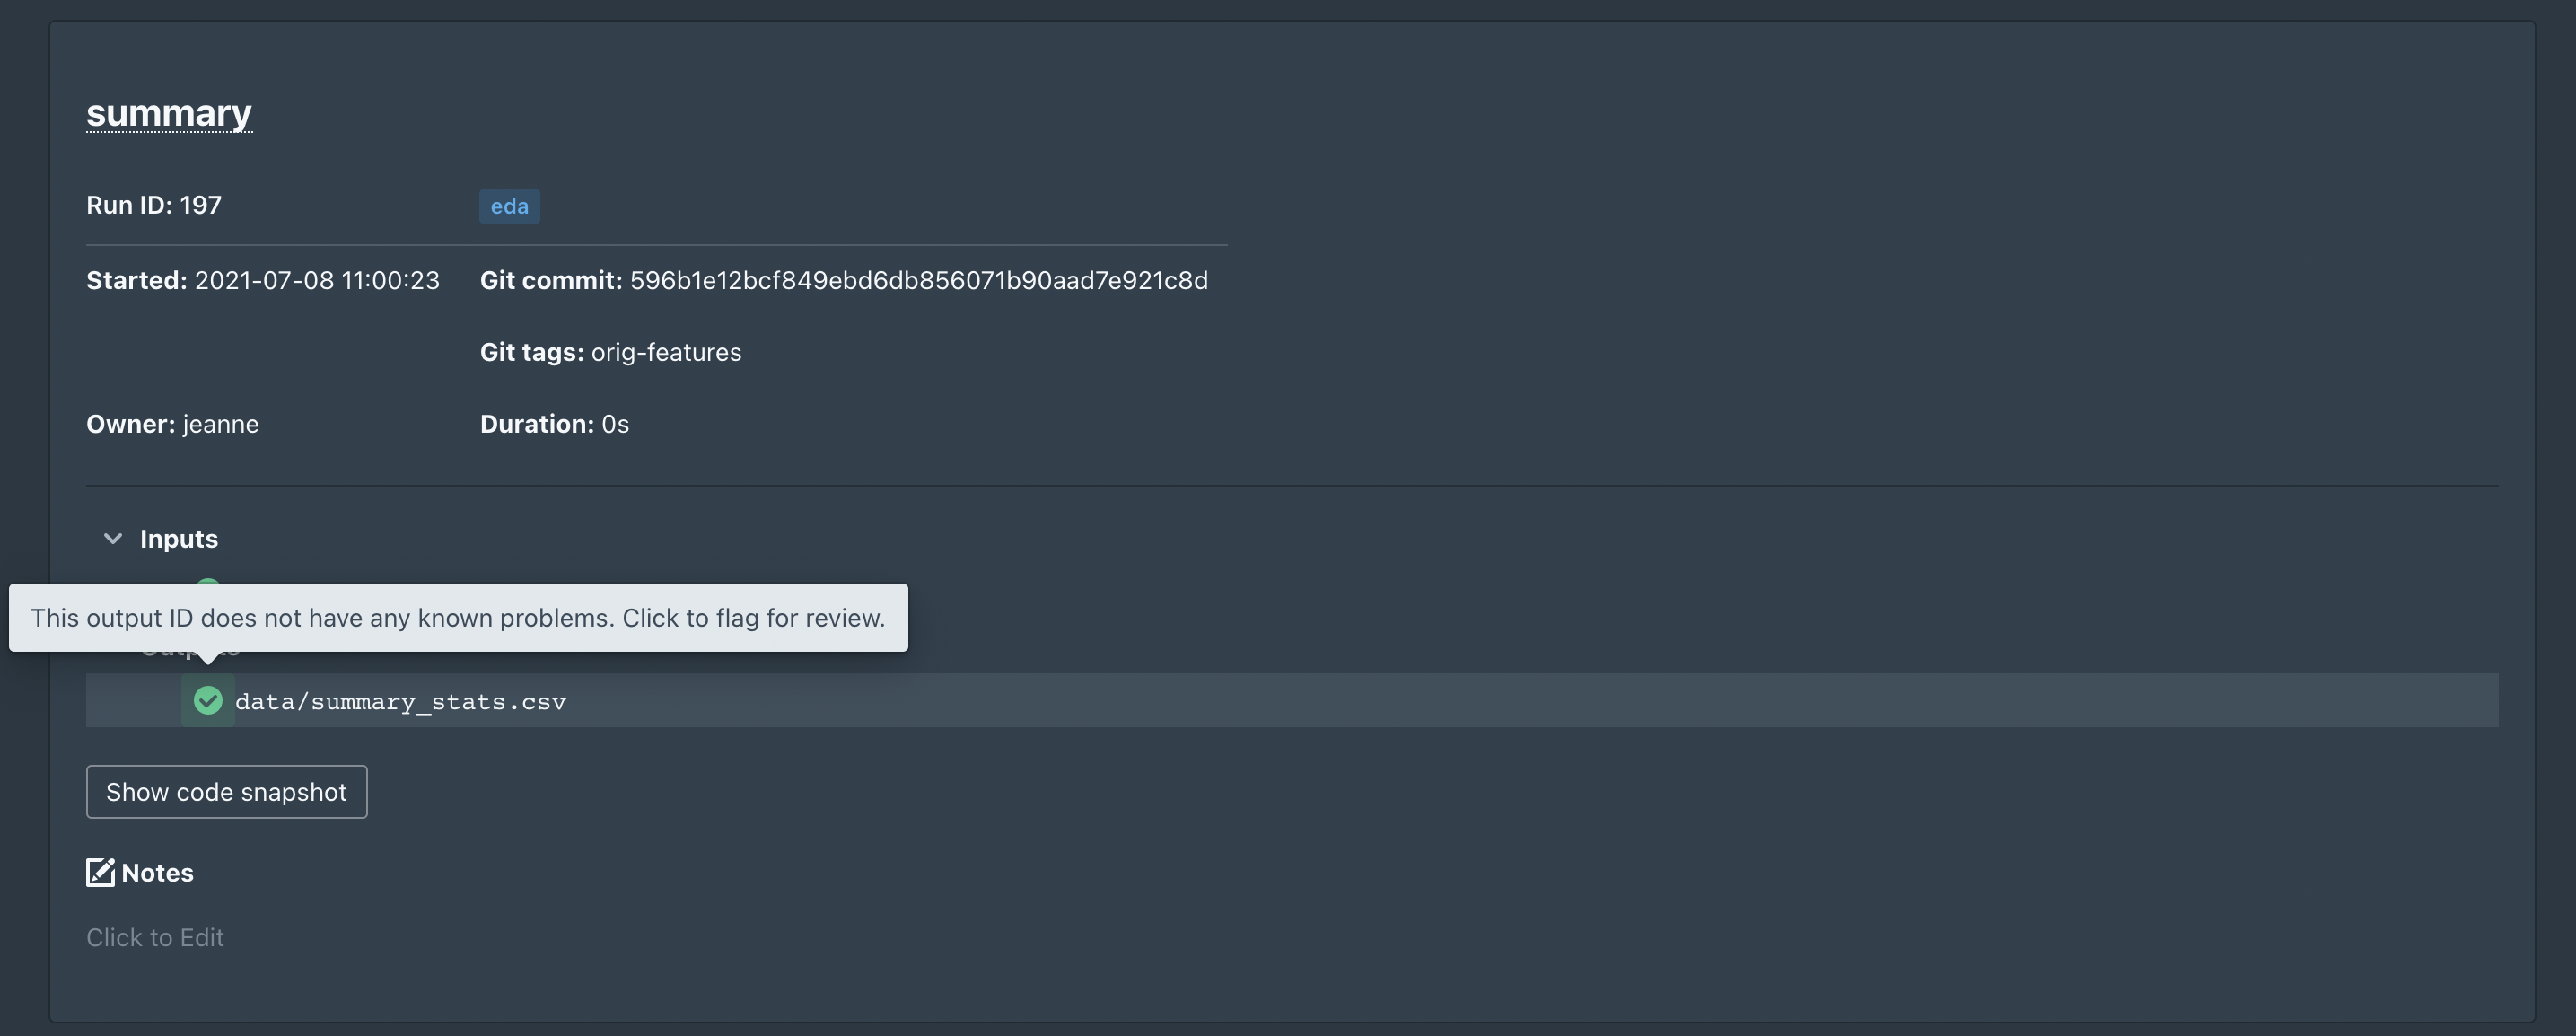 summary
Run ID: 197 eda
Started: 2021-07-08 11:00:23 Git commit: 596b1e12bcf849ebd6db856071b90aad7e921c8d
Git tags: orig-features
Owner: jeanne Duration: 0s
Inputs
This output ID does not have any known problems. Click to flag for review.
data/summary_stats.csv
Show code snapshot
Notes
Click to Edit